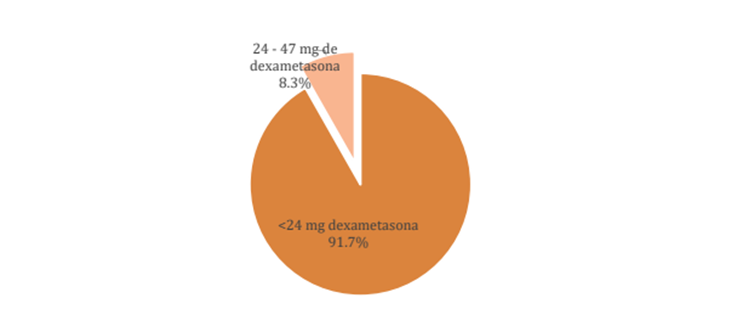 24 - 47 mg de
dexametasona
8.3%
<24 mg dexametasona
91.7%